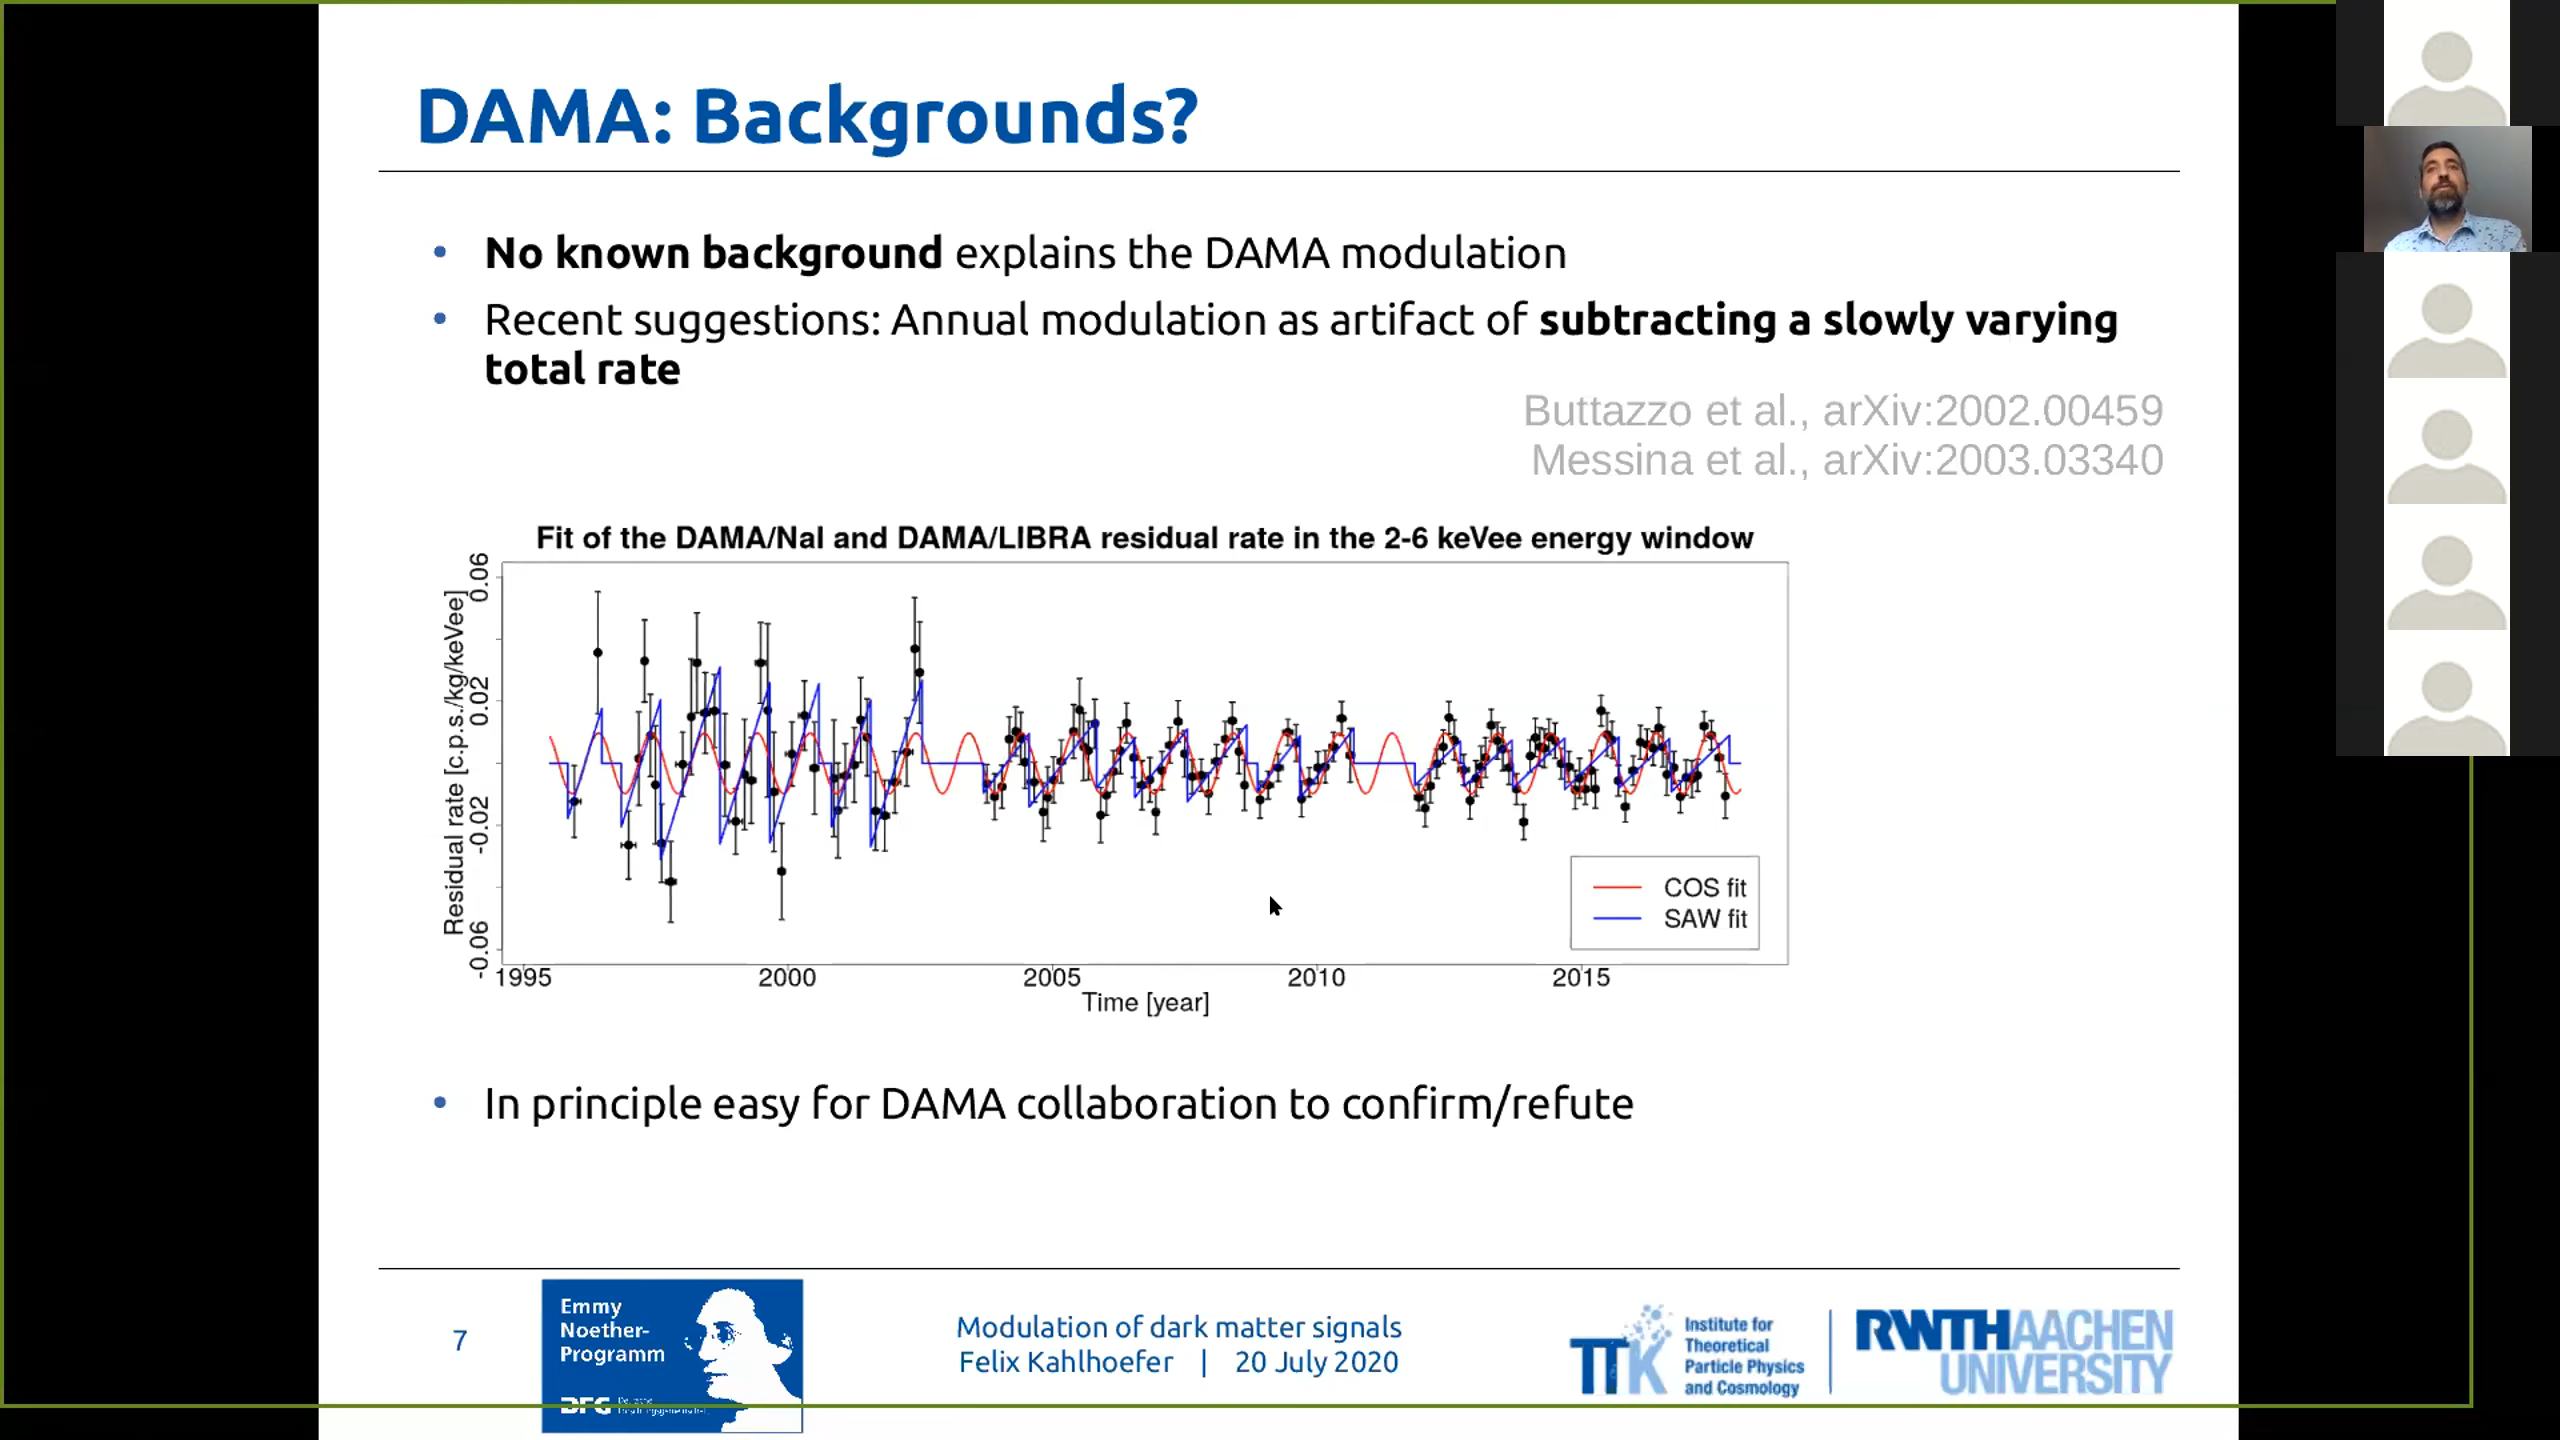 DAMA: Backgrounds?
• No known background explains the DAMA modulation
• Recent suggestions: Annual modulation as artifact of subtracting a slowly varying
total rate
Buttazzo et al., arXiv:2002.00459
Messina et al., arXiv:2003.03340
Fit of the DAMA/NaI and DAMA/LIBRA residual rate in the 2-6 keVee energy window
Residual rate [c.p.s./kg/keVee]
0.06
0.02
-0.02
-0.06
COS fit
SAW fit
1995 2000 2005 2010 2015
Time [year]
• In principle easy for DAMA collaboration to confirm/refute
7
Emmy
Noether-
Programm
DFG
Modulation of dark matter signals
Felix Kahlhoefer | 20 July 2020
TTK
Institute for
Theoretical
Particle Physics
and Cosmology
RWTH AACHEN
UNIVERSITY